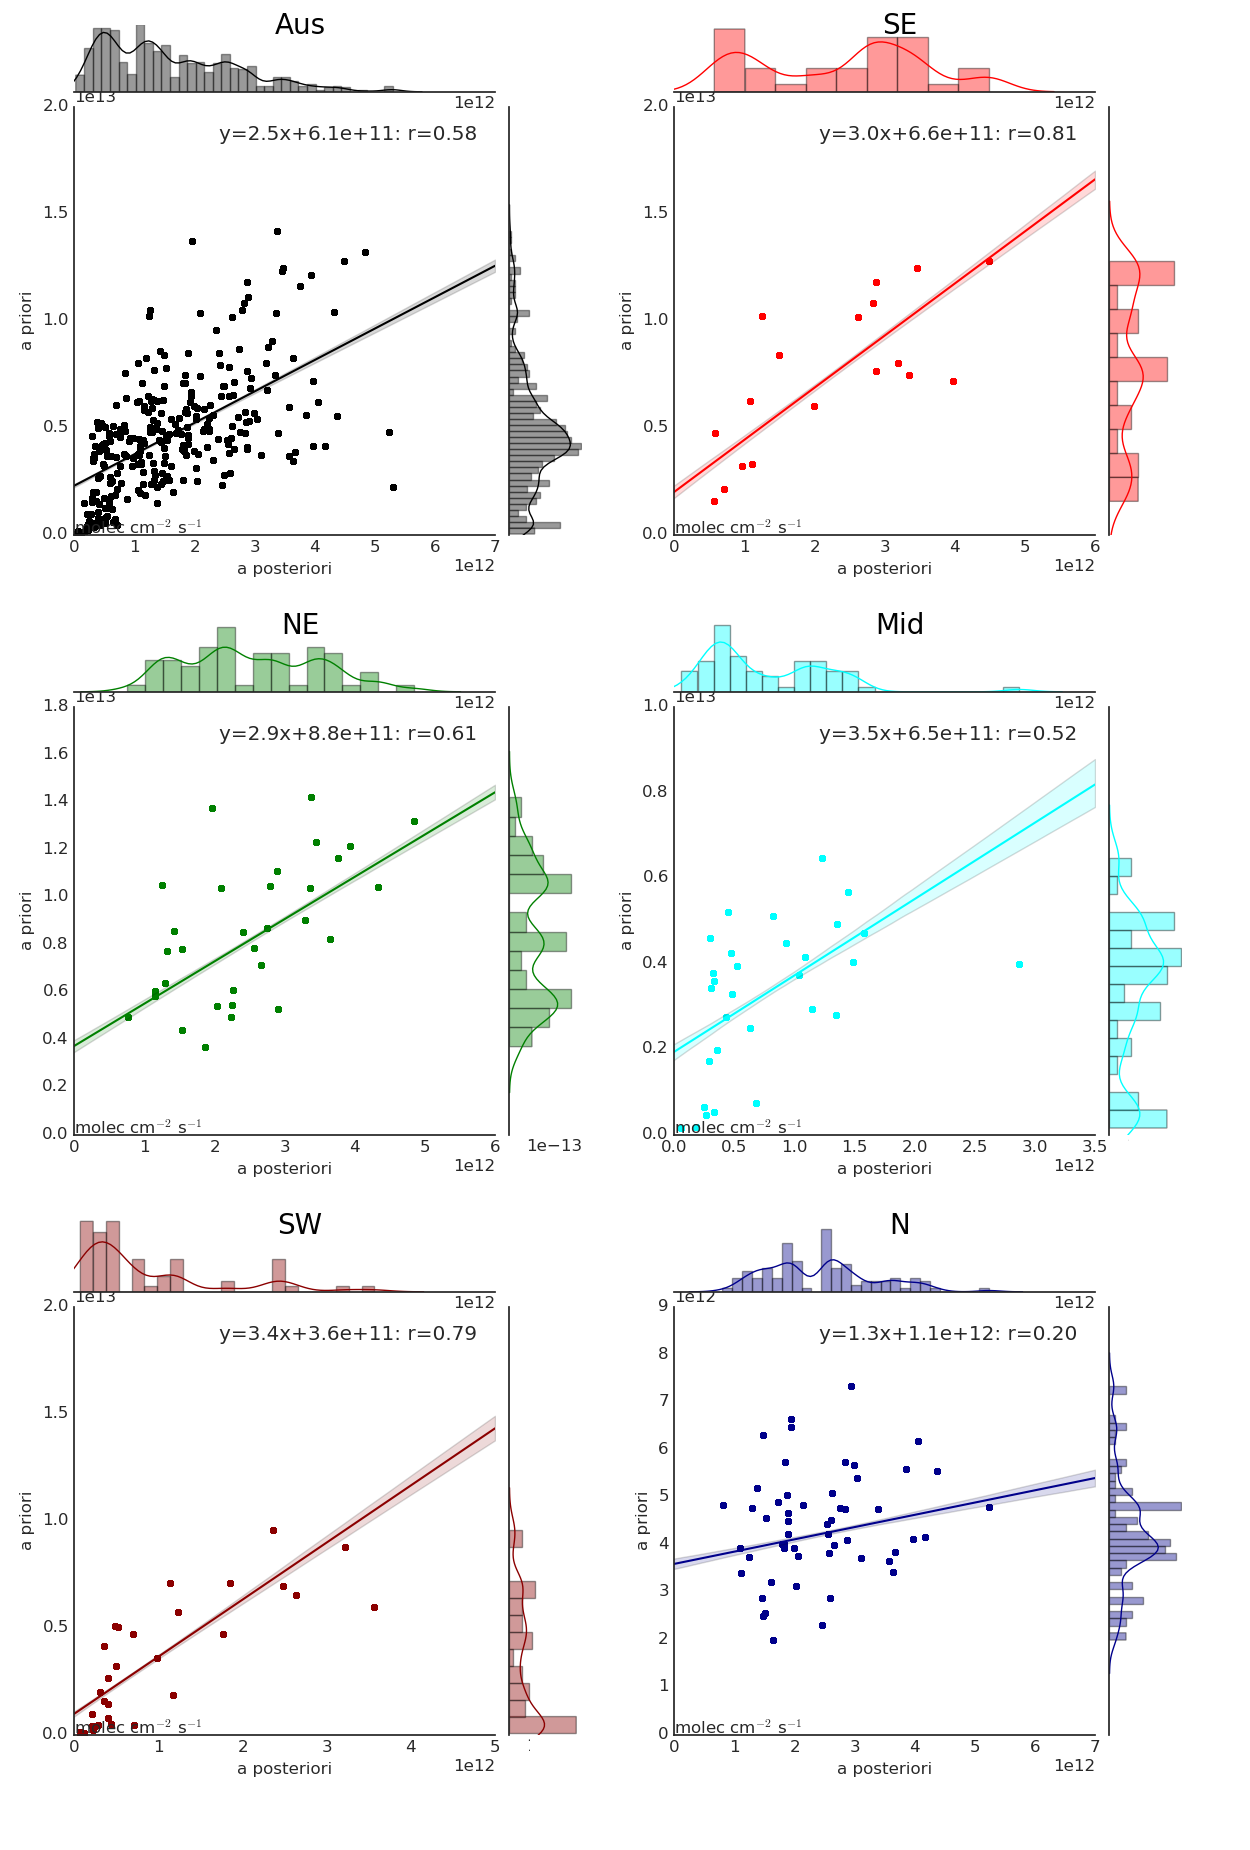 Aus
1e13
1e12
2.0
1.5
1.0
0.5
0.0
a priori
y=2.5x+6.1e+11: r=0.58
molec cm⁻² s⁻¹
0 1 2 3 4 5 6 7
a posteriori
1e12
SE
1e13
1e12
2.0
1.5
1.0
0.5
0.0
a priori
y=3.0x+6.6e+11: r=0.81
molec cm⁻² s⁻¹
0 1 2 3 4 5 6
a posteriori
1e12
NE
1e13
1e12
1.8
1.6
1.4
1.2
1.0
0.8
0.6
0.4
0.2
0.0
a priori
y=2.9x+8.8e+11: r=0.61
molec cm⁻² s⁻¹
0 1 2 3 4 5 6
a posteriori
1e12
1e−13
Mid
1e13
1e12
1.0
0.8
0.6
0.4
0.2
0.0
a priori
y=3.5x+6.5e+11: r=0.52
molec cm⁻² s⁻¹
0.0 0.5 1.0 1.5 2.0 2.5 3.0 3.5
a posteriori
1e12
SW
1e13
1e12
2.0
1.5
1.0
0.5
0.0
a priori
y=3.4x+3.6e+11: r=0.79
molec cm⁻² s⁻¹
0 1 2 3 4 5
a posteriori
1e12
N
1e12
1e12
9
8
7
6
5
4
3
2
1
0
a priori
y=1.3x+1.1e+12: r=0.20
molec cm⁻² s⁻¹
0 1 2 3 4 5 6 7
a posteriori
1e12